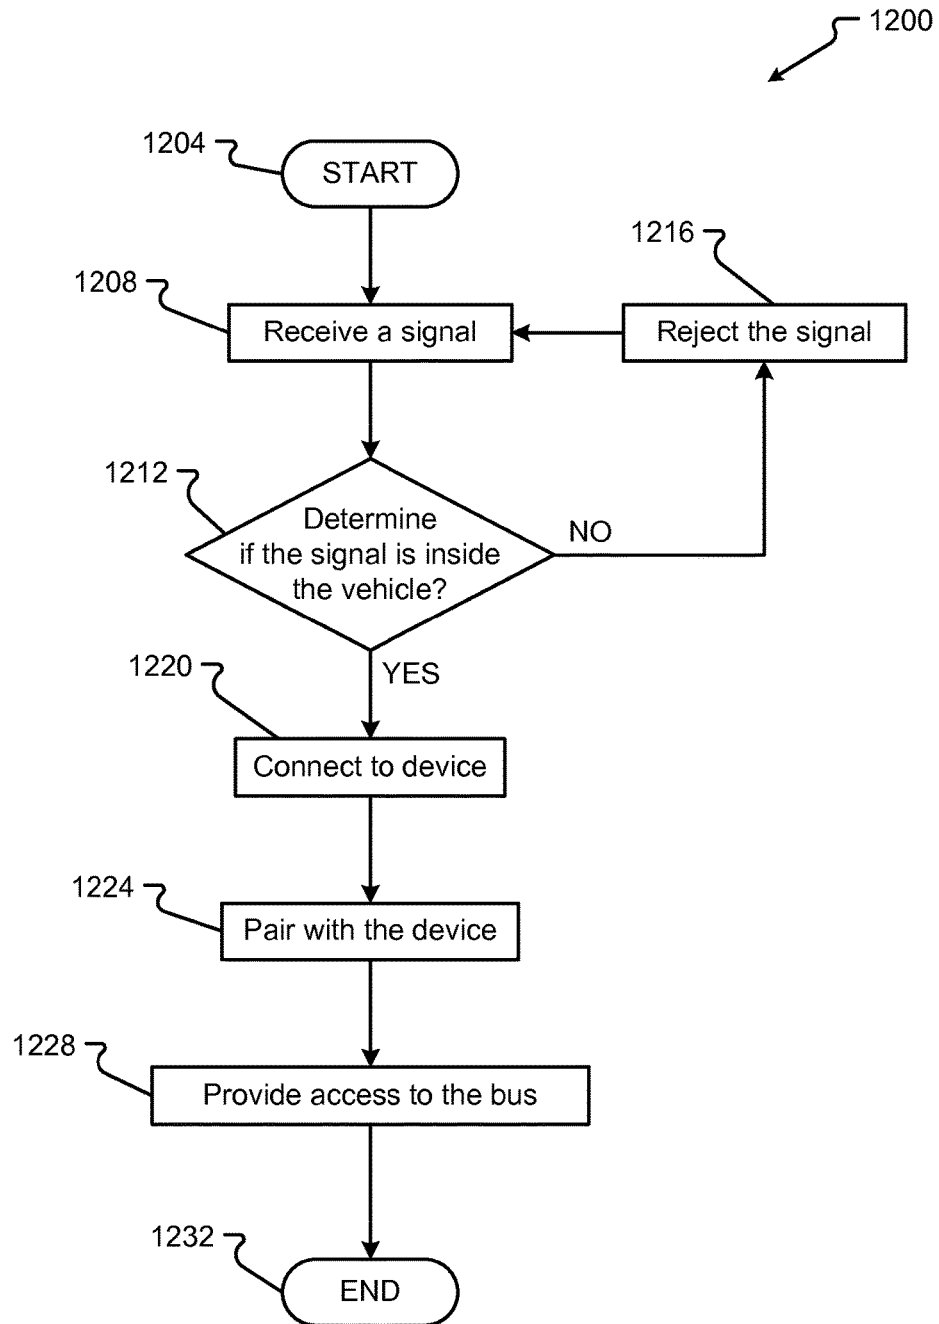 1200
1204
START
1216
1208
Receive a signal
Reject the signal
1212
Determine
if the signal is inside
the vehicle?
NO
YES
1220
Connect to device
1224
Pair with the device
1228
Provide access to the bus
1232
END